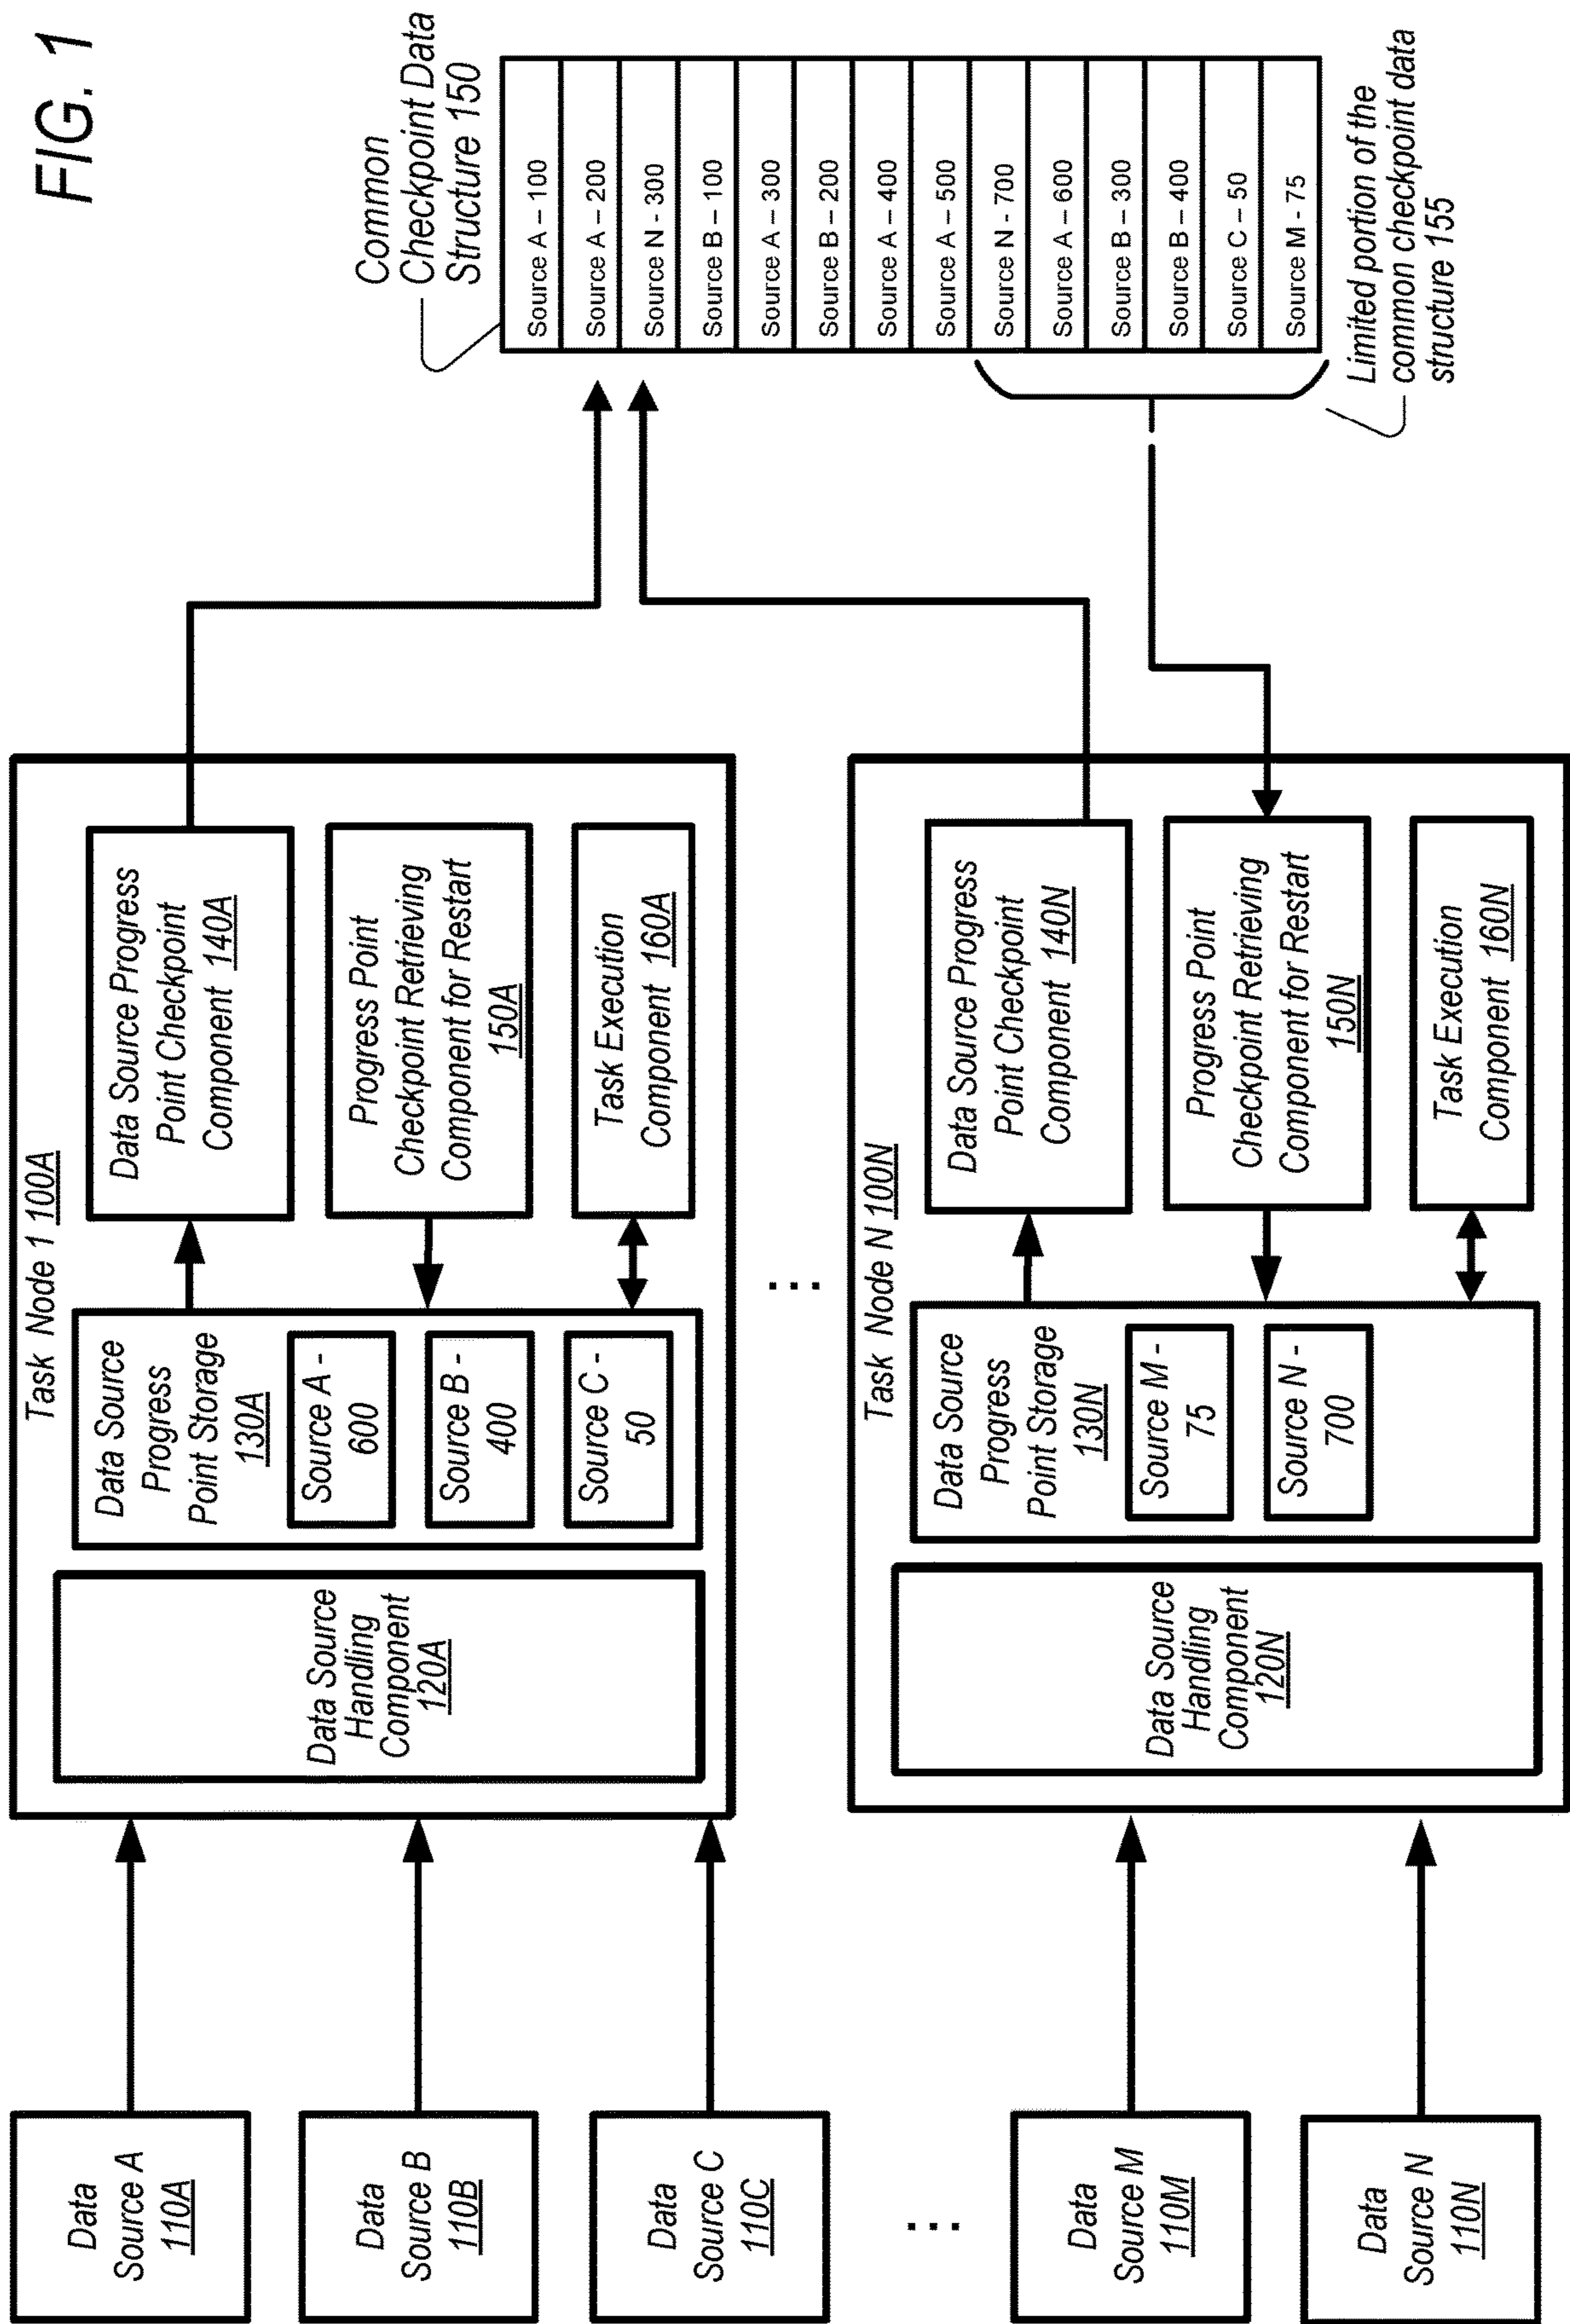 FIG. 1
Data
Source A
110A
Data
Source B
110B
Data
Source C
110C
...
Data
Source M
110M
Data
Source N
110N
Task Node 1 100A
Data Source
Handling
Component
120A
Data Source
Progress
Point Storage
130A
Source A -
600
Source B -
400
Source C -
50
Data Source Progress
Point Checkpoint
Component 140A
Progress Point
Checkpoint Retrieving
Component for Restart
150A
Task Execution
Component 160A
...
Task Node N 100N
Data Source
Handling
Component
120N
Data Source
Progress
Point Storage
130N
Source M -
75
Source N -
700
Data Source Progress
Point Checkpoint
Component 140N
Progress Point
Checkpoint Retrieving
Component for Restart
150N
Task Execution
Component 160N
Common
Checkpoint Data
Structure 150
Source A – 100
Source A – 200
Source N - 300
Source B – 100
Source A – 300
Source B – 200
Source A – 400
Source A – 500
Source N - 700
Source A – 600
Source B – 300
Source B – 400
Source C – 50
Source M - 75
Limited portion of the
common checkpoint data
structure 155